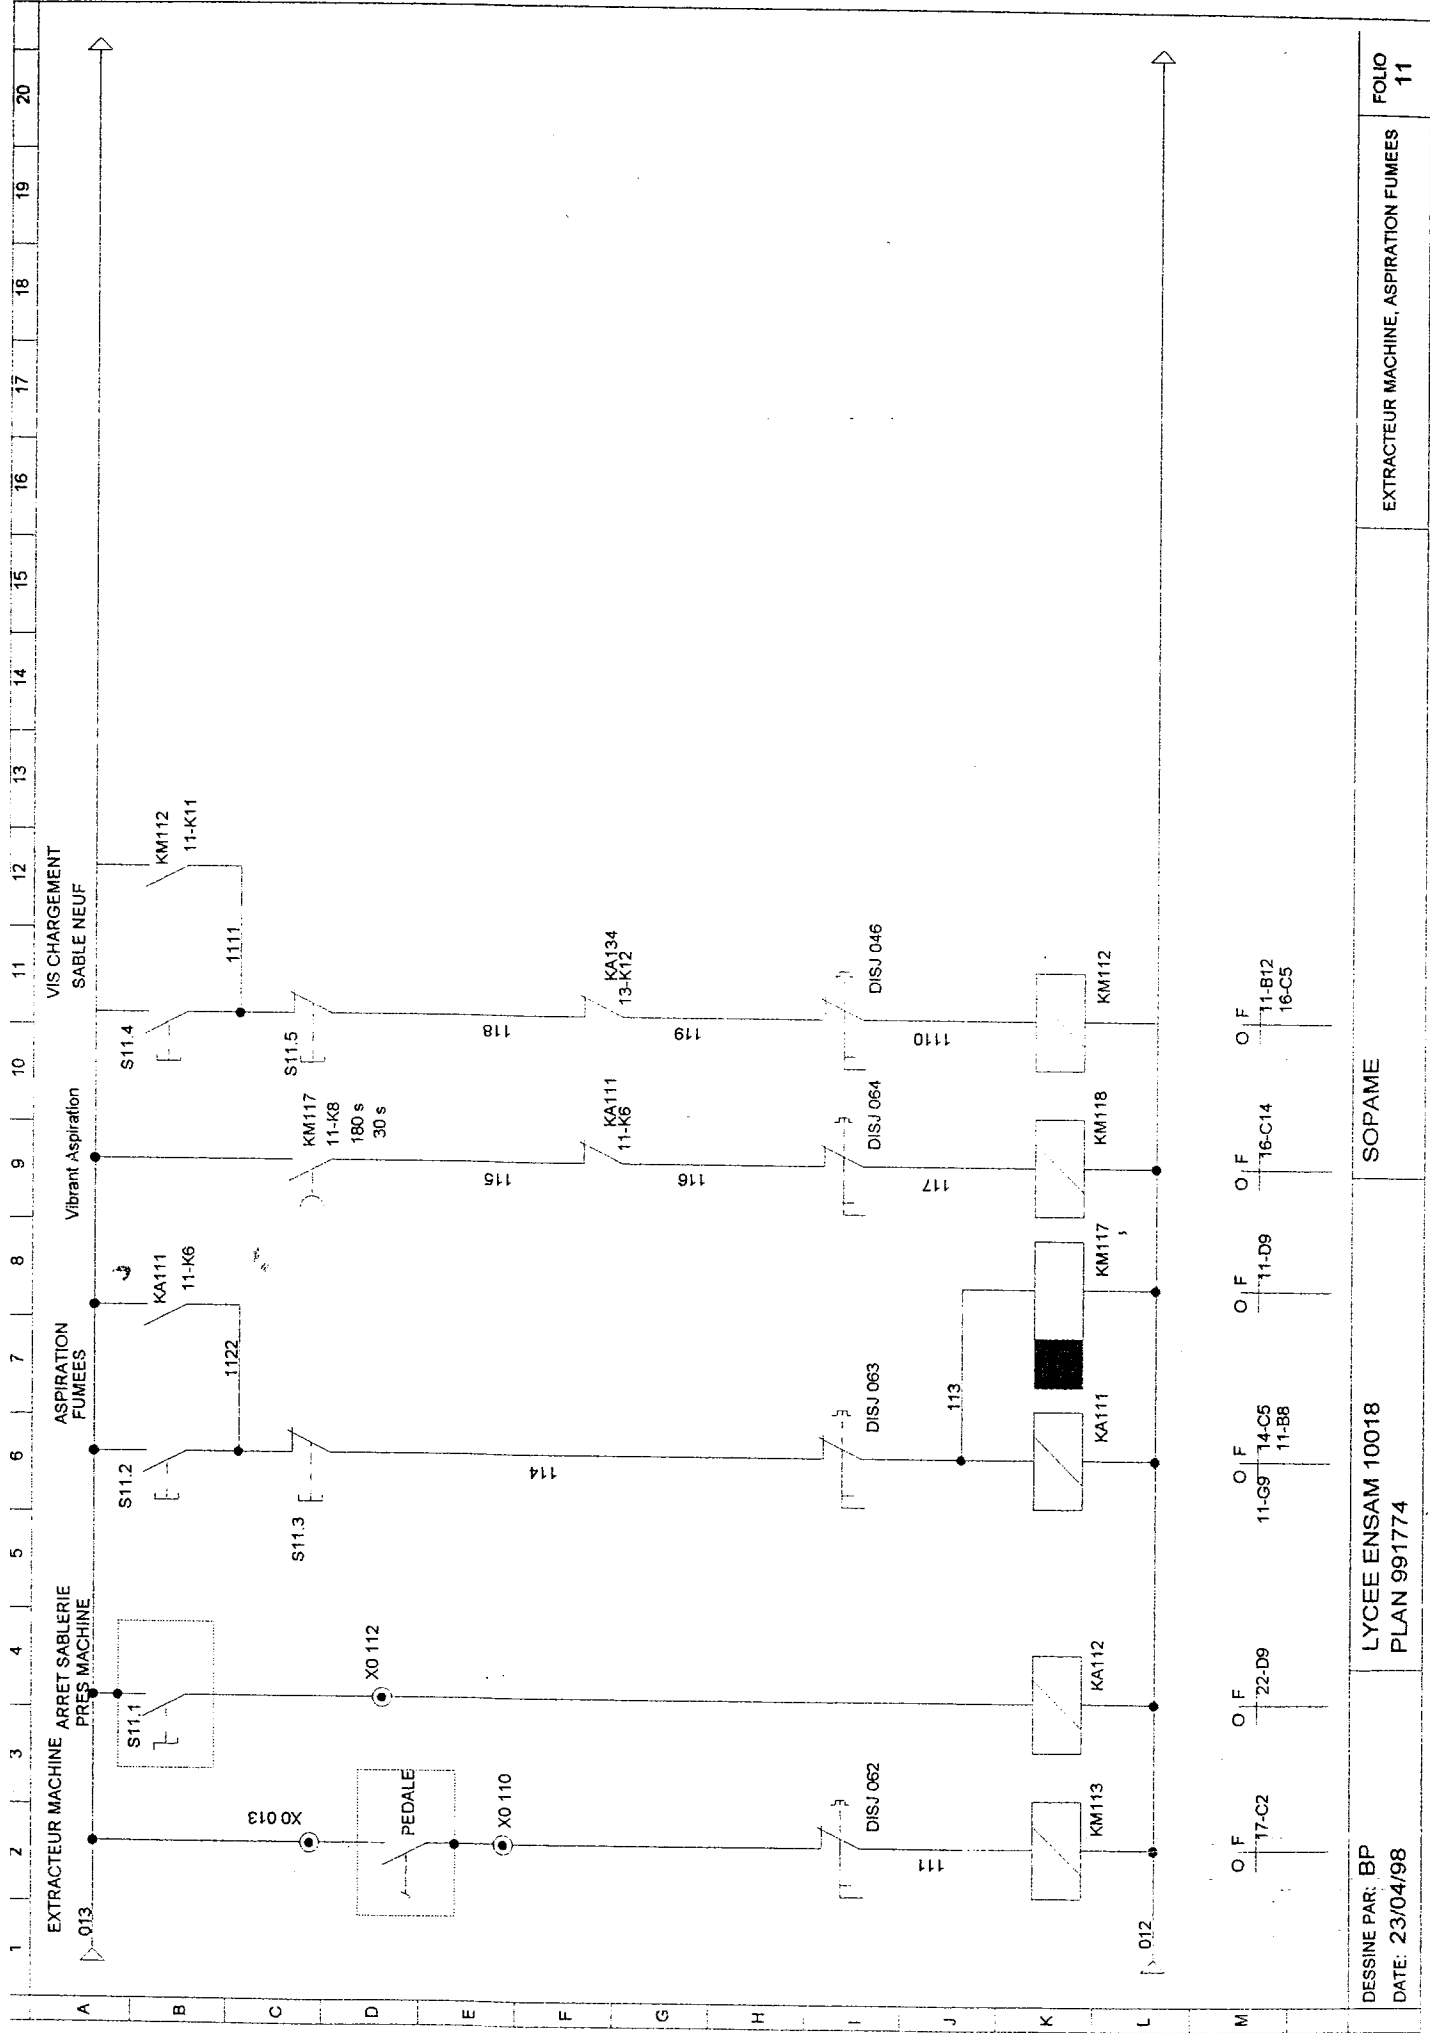 1 2 3 4 5 6 7 8 9 10 11 12 13 14 15 16 17 18 19 20
A
B
C
D
E
F
G
H
I
J
K
L
M
013
012
EXTRACTEUR MACHINE
X0 013
PEDALE
X0 110
DISJ 062
111
KM113
O F
17-C2
ARRET SABLERIE
PRES MACHINE
S11.1
X0 112
KA112
O F
22-D9
ASPIRATION
FUMEES
S11.2
KA111
11-K6
1122
S11.3
114
DISJ 063
113
KA111
O F
11-G9 14-C5
11-B8
KM117
O F
11-D9
Vibrant Aspiration
KM117
11-K8
180 s
30 s
115
KA111
11-K6
116
DISJ 064
117
KM118
O F
16-C14
VIS CHARGEMENT
SABLE NEUF
S11.4
KM112
11-K11
1111
S11.5
118
KA134
13-K12
119
DISJ 046
1110
KM112
O F
11-B12
16-C5
DESSINE PAR: BP
DATE: 23/04/98
LYCEE ENSAM 10018
PLAN 991774
SOPAME
EXTRACTEUR MACHINE, ASPIRATION FUMEES
FOLIO
11